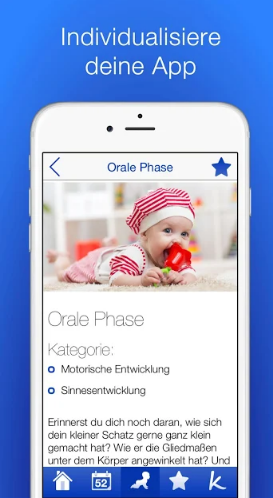 Individualisiere
deine App
Orale Phase
Orale Phase
Kategorie:
Motorische Entwicklung
Sinnesentwicklung
Erinnerst du dich noch daran, wie sich
dein kleiner Schatz gerne ganz klein
gemacht hat? Wie er die Gliedmaßen
unter dem Körper angewinkelt hat? Und
52
k